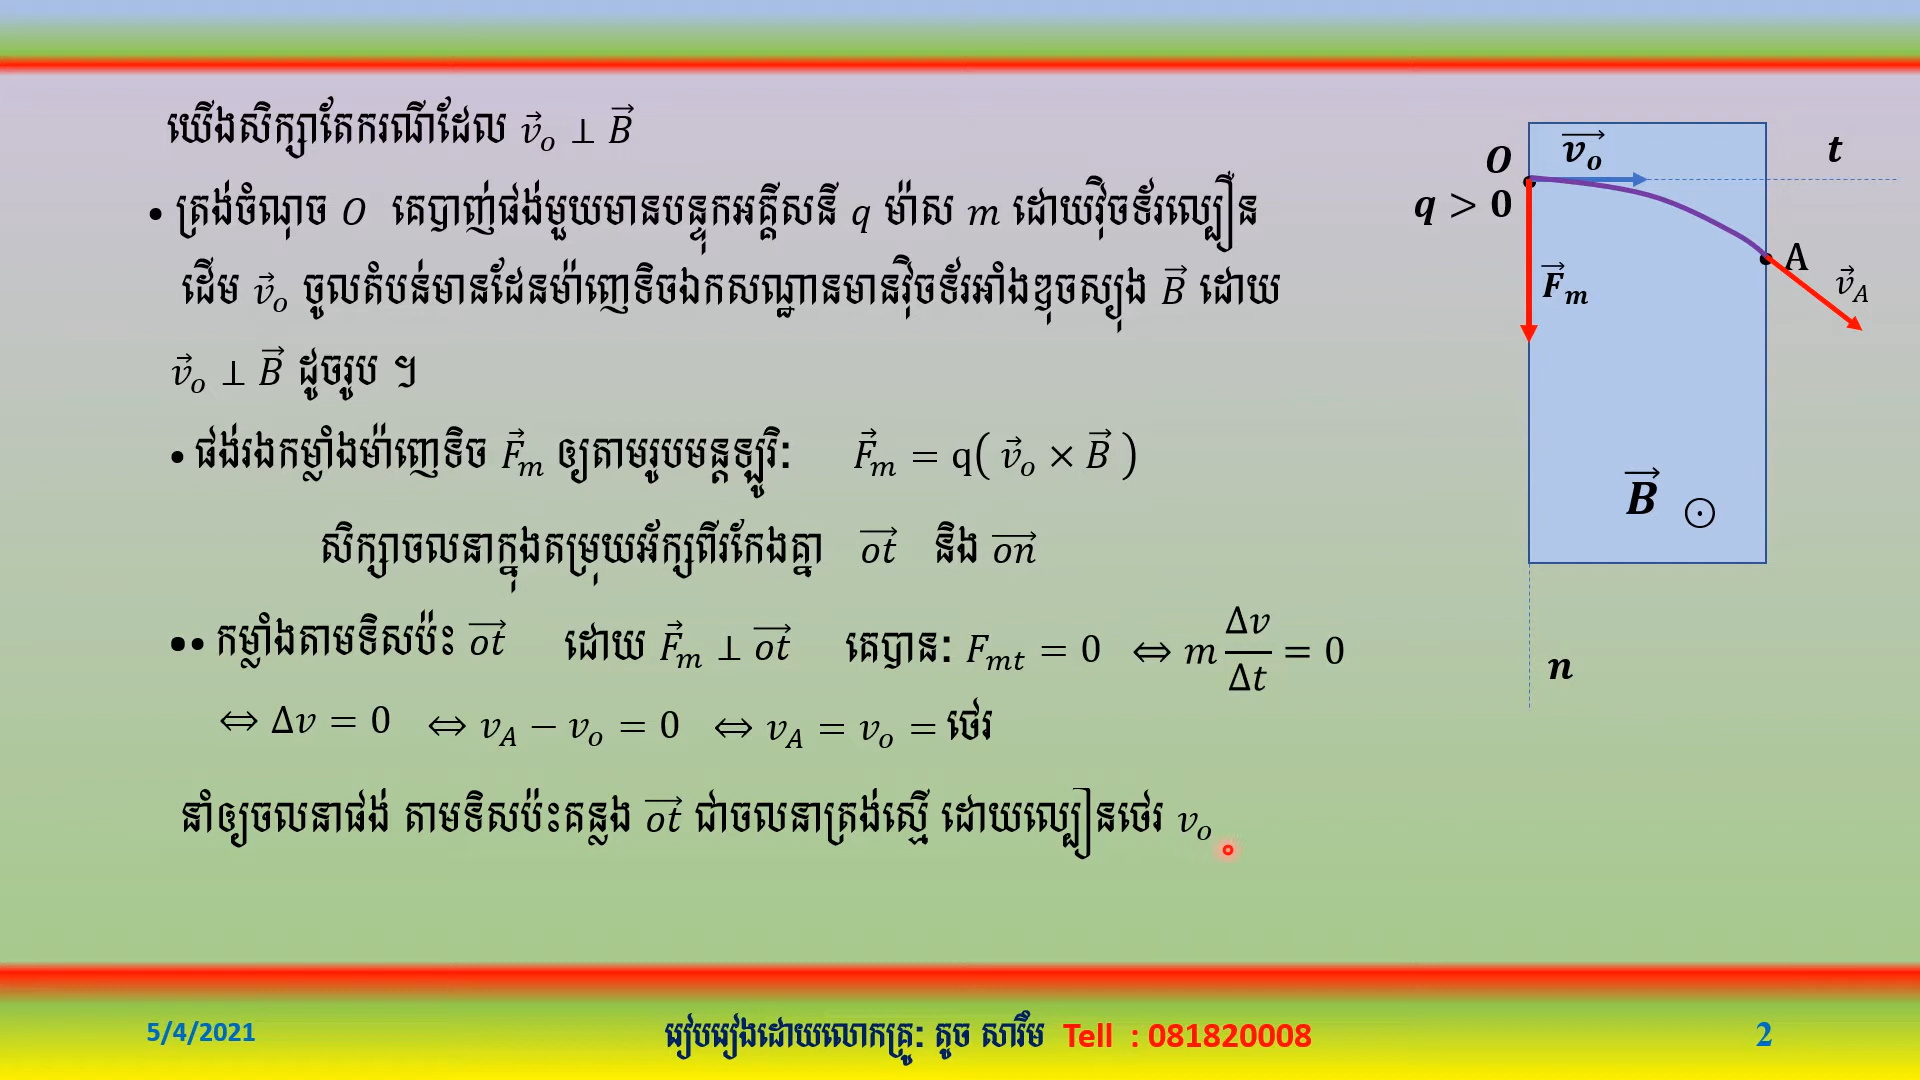 យើងសិក្សាតែករណីដែល v⃗ₒ ⊥ B⃗
• ត្រង់ចំណុច O គេបាញ់ផង់មួយមានបន្ទុកអគ្គីសនី q ម៉ាស m ដោយវ៉ិចទ័រល្បឿន
ដើម v⃗ₒ ចូលតំបន់មានដែនម៉ាញេទិចឯកសណ្ឋានមានវ៉ិចទ័រអាំងឌុចស្យុង B⃗ ដោយ
v⃗ₒ ⊥ B⃗ ដូចរូប ។
• ផង់រងកម្លាំងម៉ាញេទិច F⃗ₘ ឲ្យតាមរូបមន្តឡូរិៈ F⃗ₘ = q( v⃗ₒ × B⃗ )
សិក្សាចលនាក្នុងតម្រុយអ័ក្សពីរកែងគ្នា ot⃗ និង on⃗
•• កម្លាំងតាមទិសប៉ះ ot⃗ ដោយ F⃗ₘ ⊥ ot⃗ គេបានៈ Fₘₜ = 0 ⇔ m Δv/Δt = 0
⇔ Δv = 0 ⇔ v_A − vₒ = 0 ⇔ v_A = vₒ = ថេរ
នាំឲ្យចលនាផង់ តាមទិសប៉ះគន្លង ot⃗ ជាចលនាត្រង់ស្មើ ដោយល្បឿនថេរ vₒ
O v⃗ₒ t
q > 0
A
F⃗ₘ v⃗_A
B⃗ ⊙
n
5/4/2021 រៀបរៀងដោយលោកគ្រូៈ តូច សារឹម Tell : 081820008 2